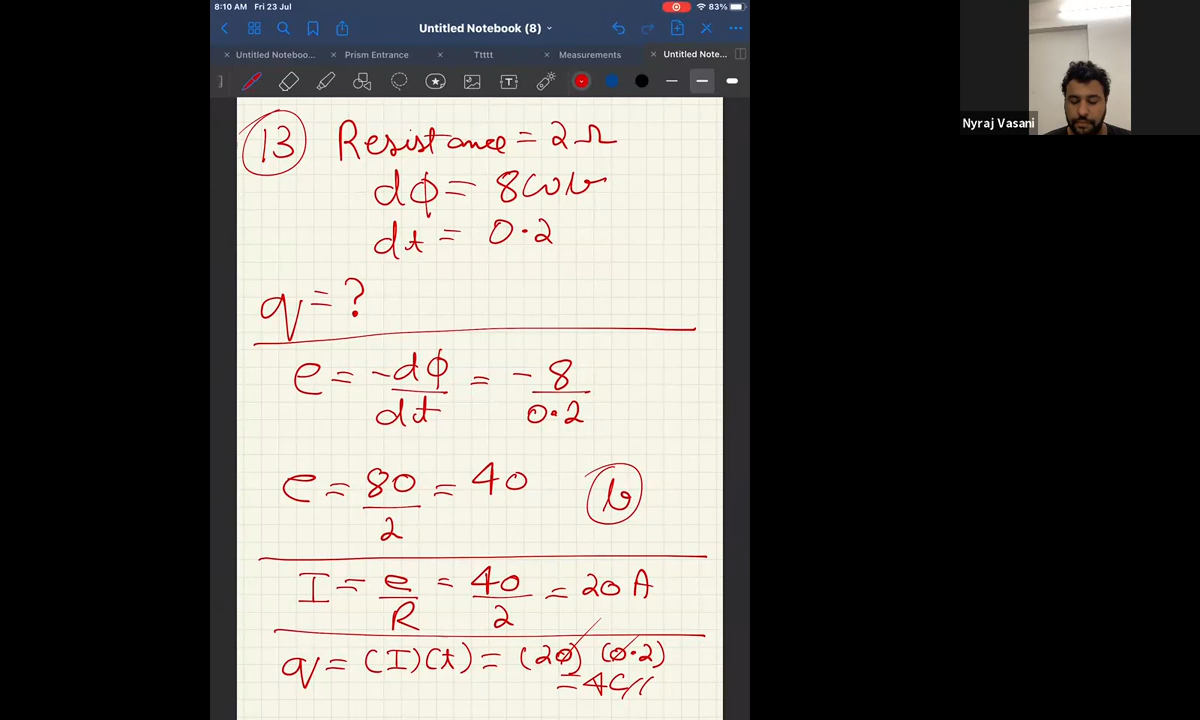 8:10 AM Fri 23 Jul
83%
Untitled Notebook (8)
Untitled Noteboo...
Prism Entrance
Ttttt
Measurements
Untitled Note...
Nyraj Vasani
13 Resistance = 2Ω
dφ = 8 wb
dt = 0.2
q = ?
e = -dφ/dt = -8/0.2
e = 80/2 = 40 b
I = e/R = 40/2 = 20 A
q = (I)(t) = (20) (0.2)
= 4C//